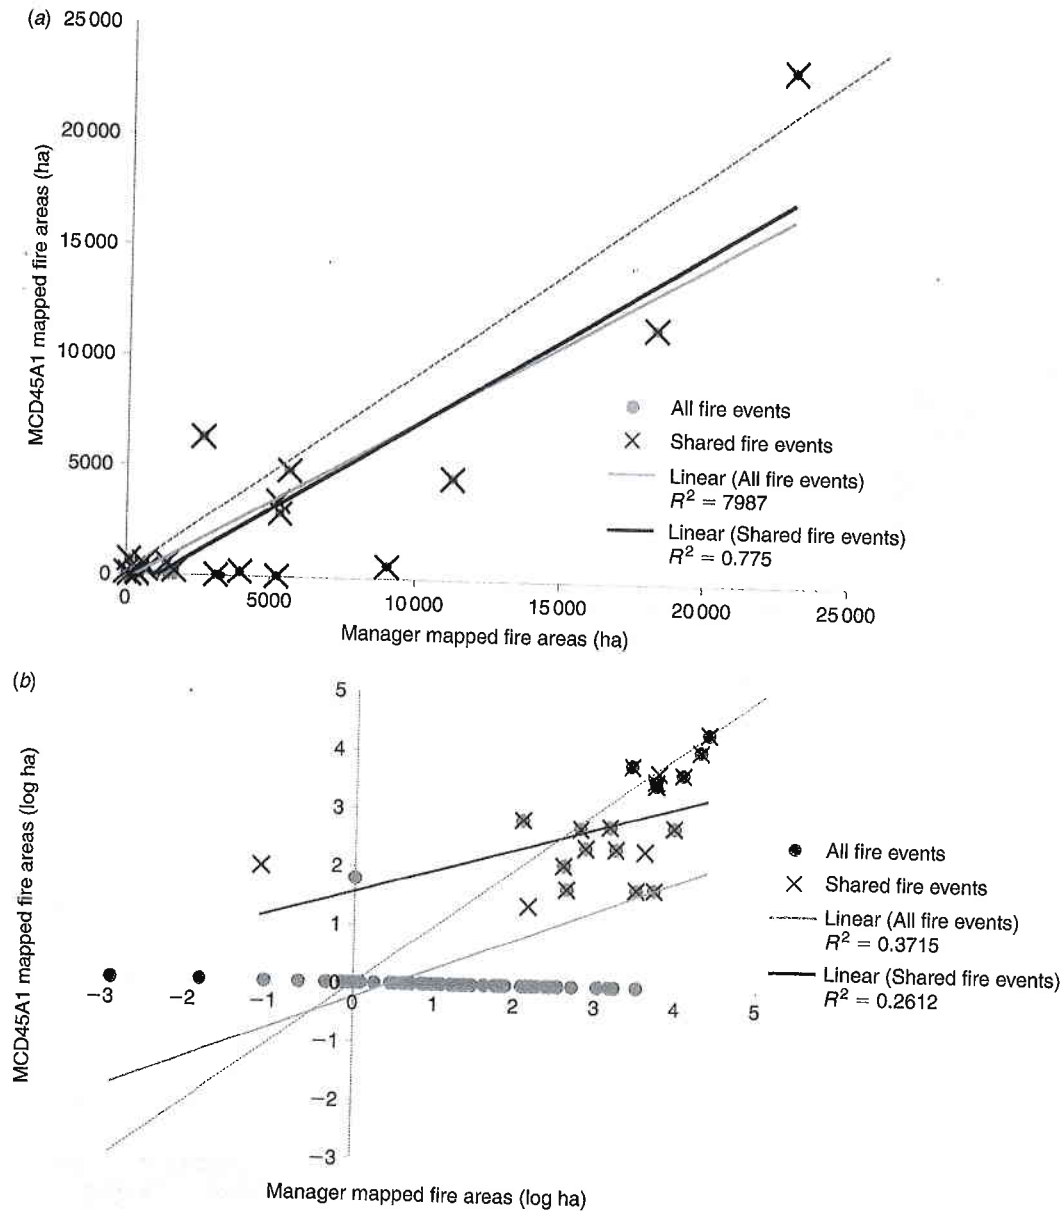 (a)
25 000
20 000
15 000
10 000
5000
0
MCD45A1 mapped fire areas (ha)
All fire events
Shared fire events
Linear (All fire events)
R² = 7987
Linear (Shared fire events)
R² = 0.775
0
5000
10 000
15 000
20 000
25 000
Manager mapped fire areas (ha)
(b)
5
4
3
2
1
0
−1
−2
−3
MCD45A1 mapped fire areas (log ha)
−3
−2
−1
0
1
2
3
4
5
All fire events
Shared fire events
Linear (All fire events)
R² = 0.3715
Linear (Shared fire events)
R² = 0.2612
Manager mapped fire areas (log ha)